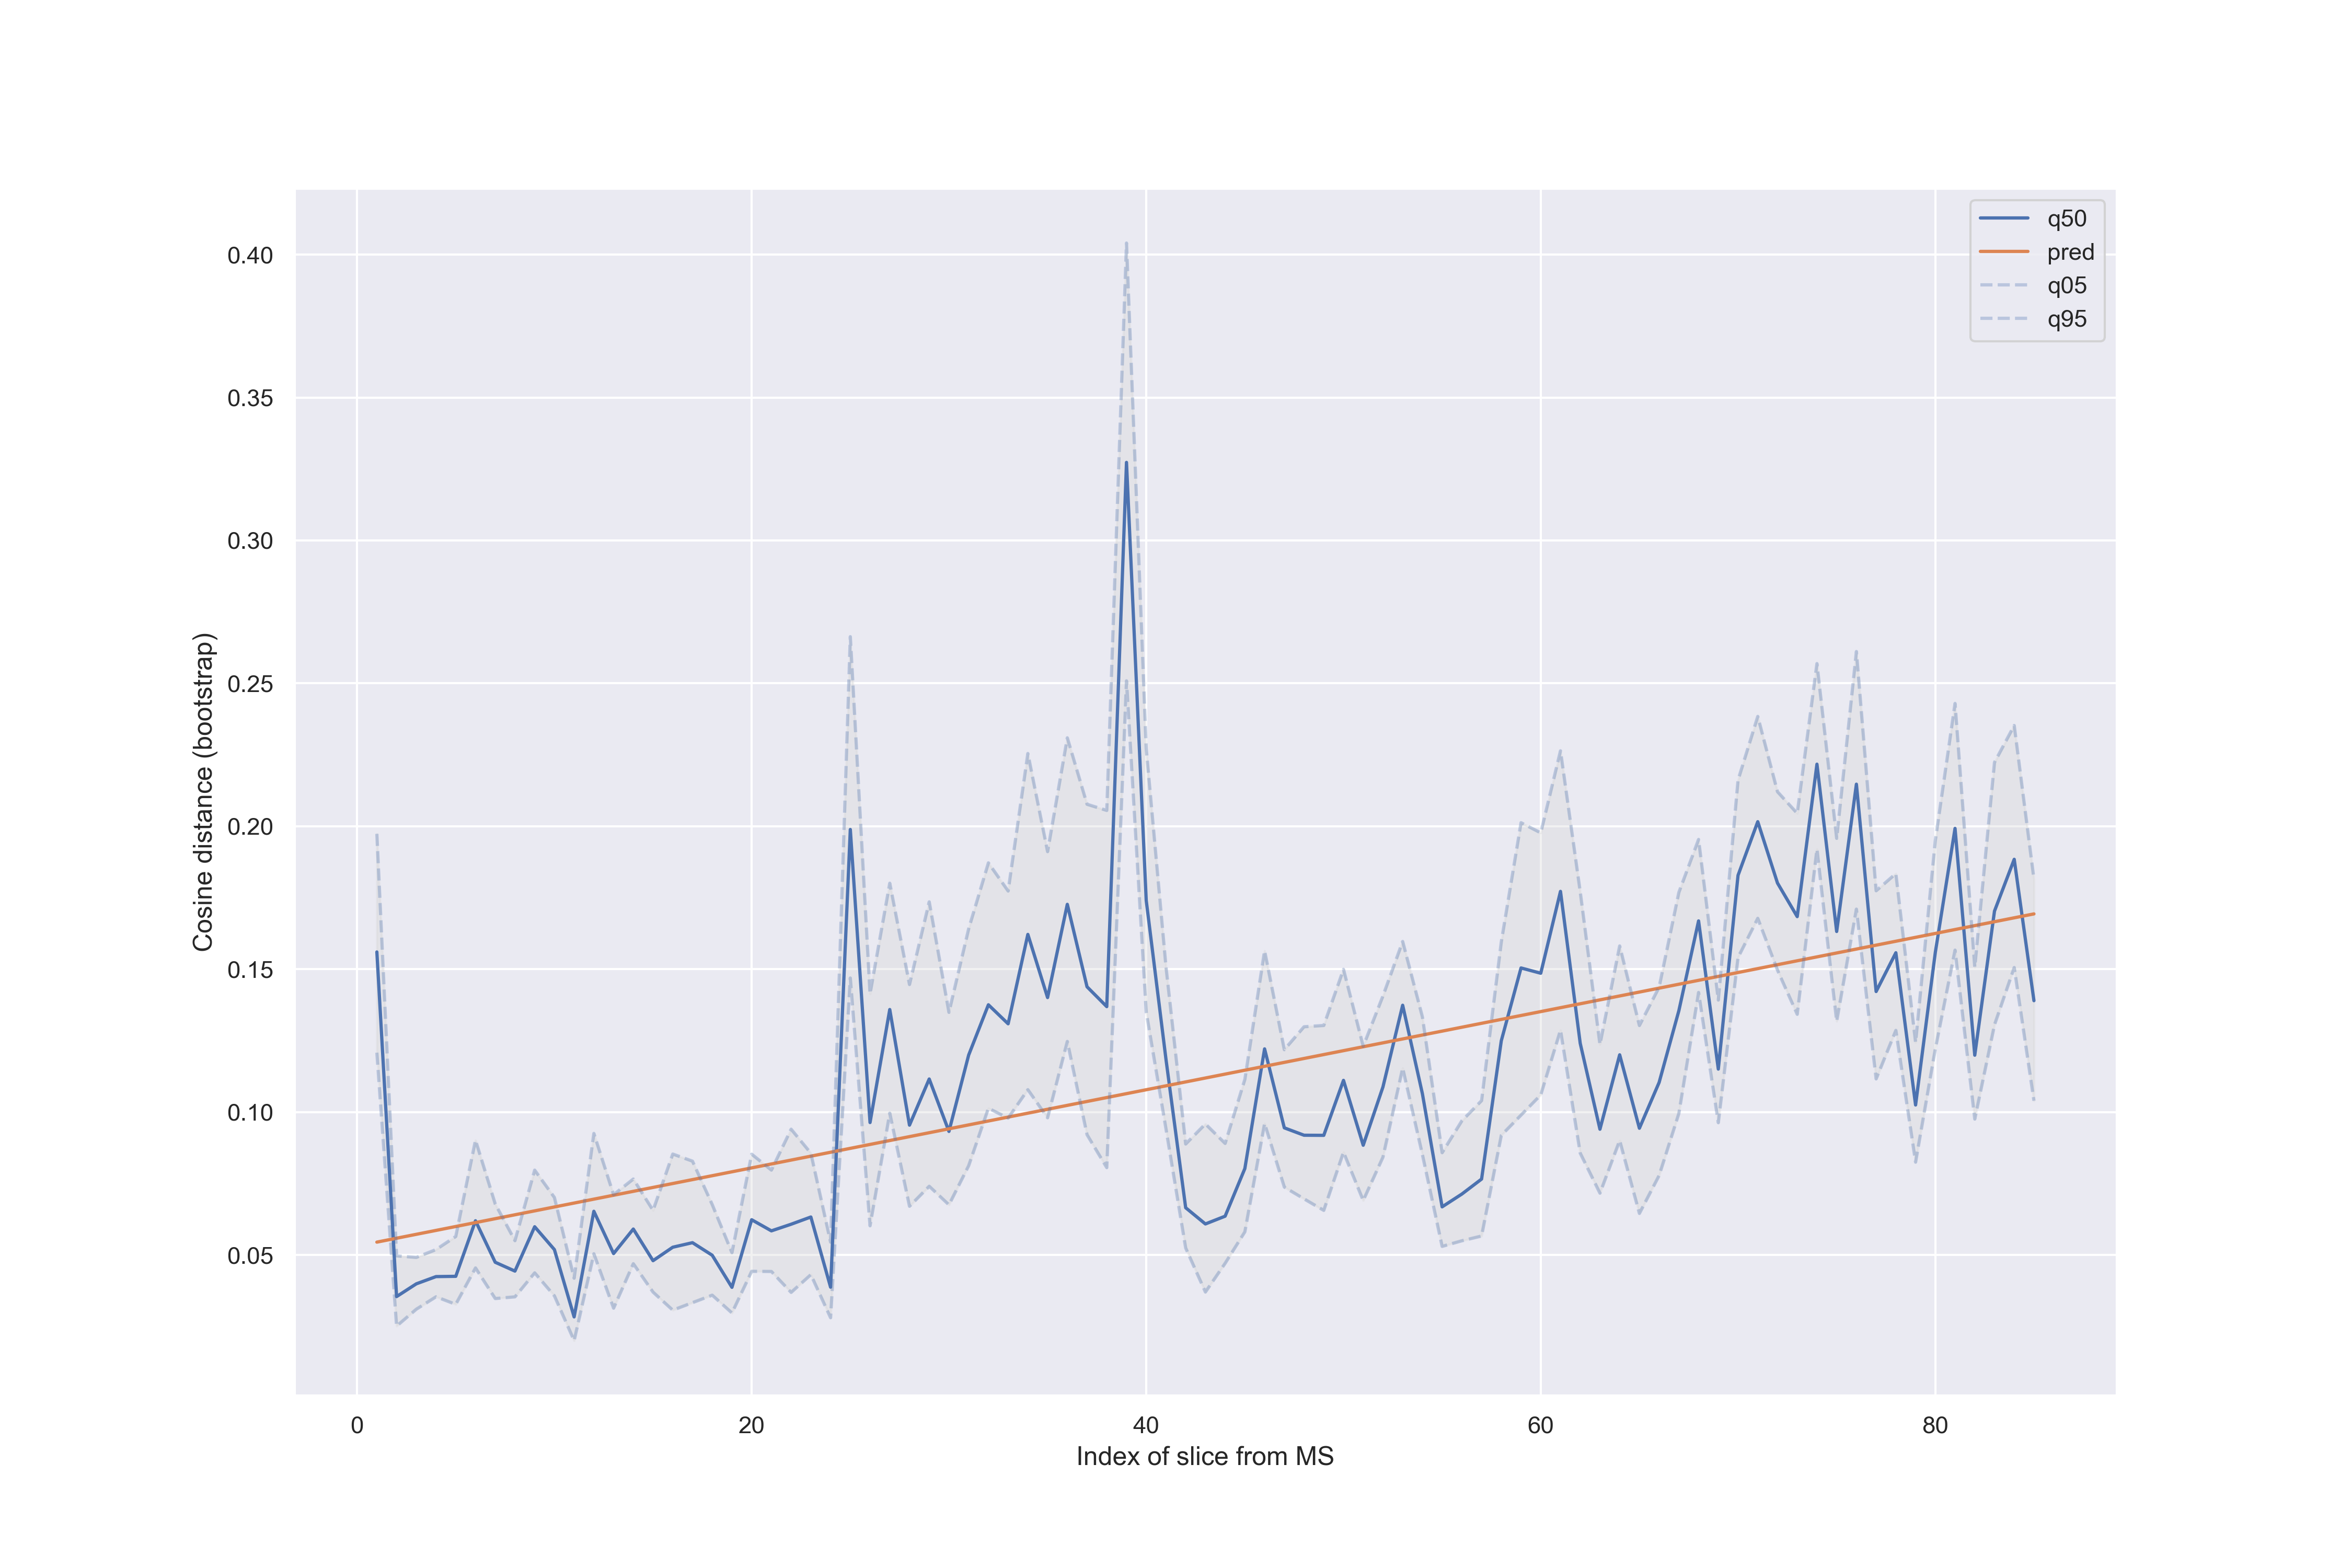 q50
pred
q05
q95
0.40
0.35
0.30
0.25
0.20
0.15
0.10
0.05
Cosine distance (bootstrap)
0 20 40 60 80
Index of slice from MS